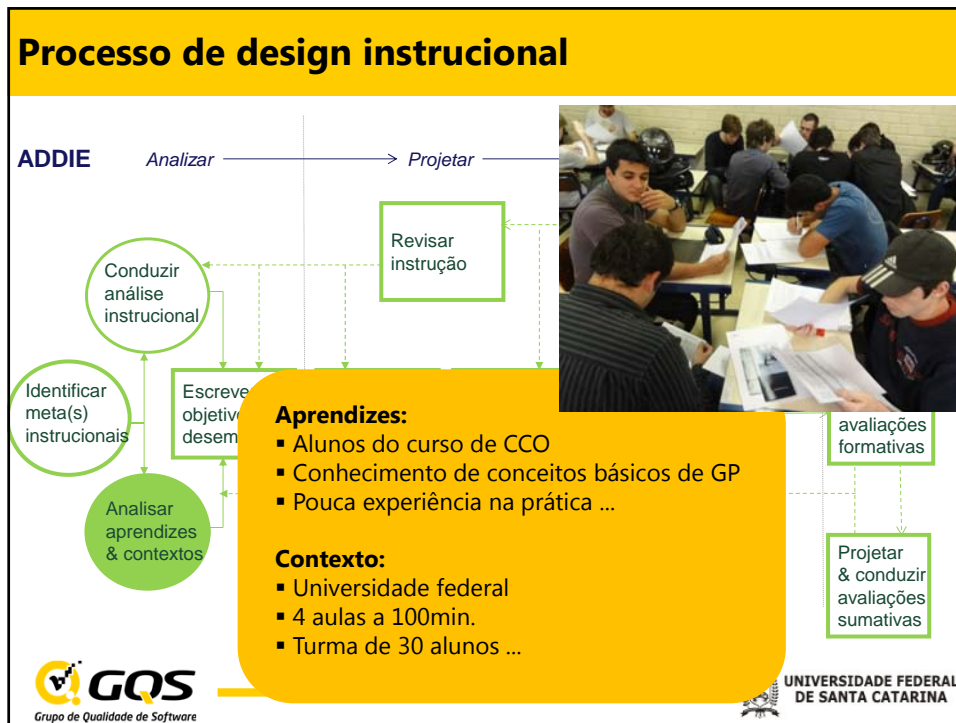 Processo de design instrucional
ADDIE
Analizar
Projetar
Revisar
instrução
Conduzir
análise
instrucional
Identificar
meta(s)
instrucionais
Escreve
objetivo
desem
Analisar
aprendizes
& contextos
Aprendizes:
▪ Alunos do curso de CCO
▪ Conhecimento de conceitos básicos de GP
▪ Pouca experiência na prática ...
Contexto:
▪ Universidade federal
▪ 4 aulas a 100min.
▪ Turma de 30 alunos ...
avaliações
formativas
Projetar
& conduzir
avaliações
sumativas
GQS
Grupo de Qualidade de Software
UNIVERSIDADE FEDERAL
DE SANTA CATARINA